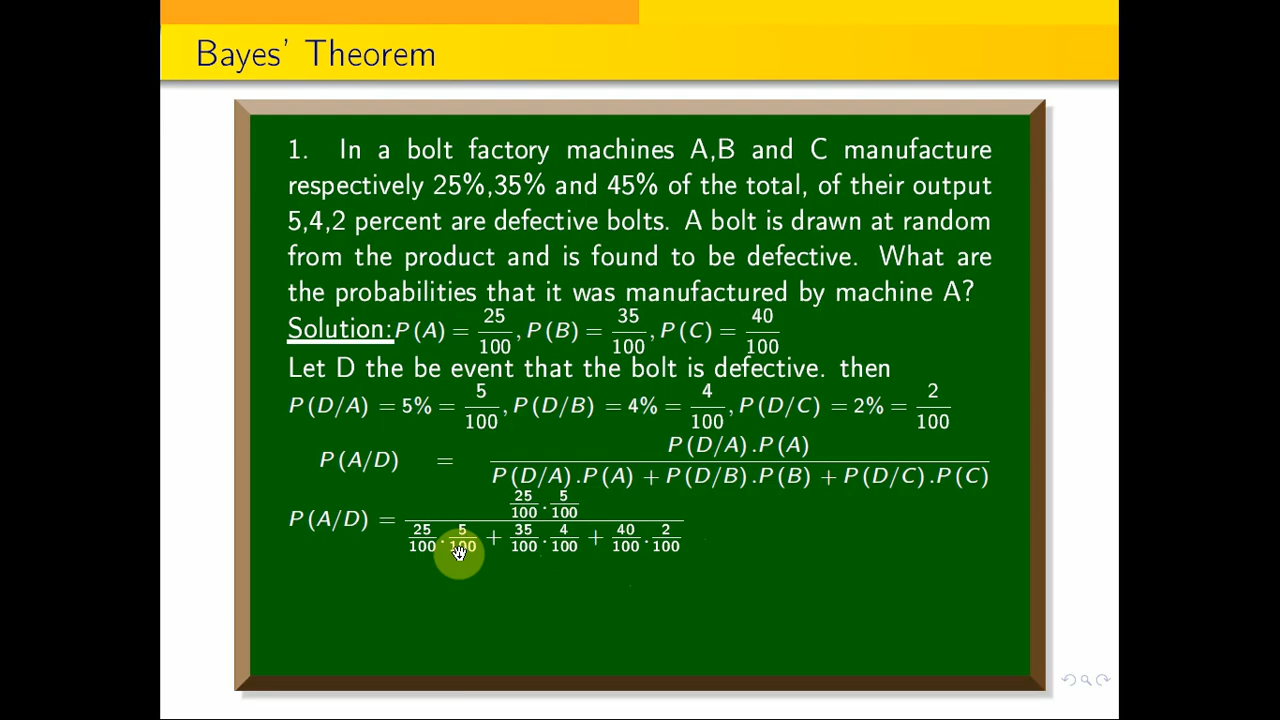 Bayes' Theorem
1. In a bolt factory machines A,B and C manufacture
respectively 25%,35% and 45% of the total, of their output
5,4,2 percent are defective bolts. A bolt is drawn at random
from the product and is found to be defective. What are
the probabilities that it was manufactured by machine A?
Solution: P(A) = 25/100, P(B) = 35/100, P(C) = 40/100
Let D the be event that the bolt is defective. then
P(D/A) = 5% = 5/100, P(D/B) = 4% = 4/100, P(D/C) = 2% = 2/100
P(A/D) = P(D/A).P(A) / P(D/A).P(A) + P(D/B).P(B) + P(D/C).P(C)
P(A/D) = 25/100 . 5/100 / 25/100 . 5/100 + 35/100 . 4/100 + 40/100 . 2/100